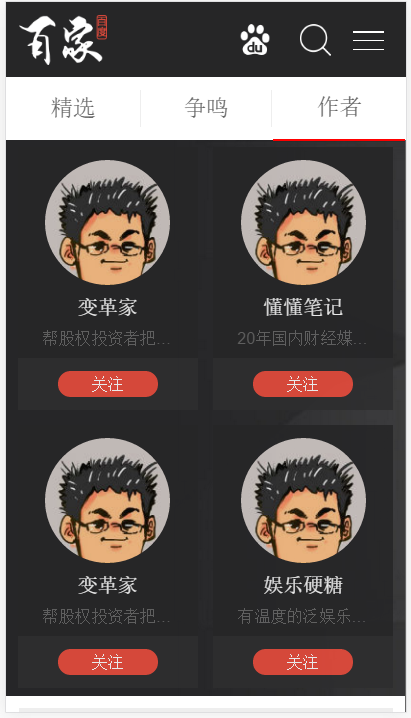 百家 百度
du
精选 争鸣 作者
变革家 懂懂笔记
帮股权投资者把... 20年国内财经媒...
关注 关注
变革家 娱乐硬糖
帮股权投资者把... 有温度的泛娱乐...
关注 关注